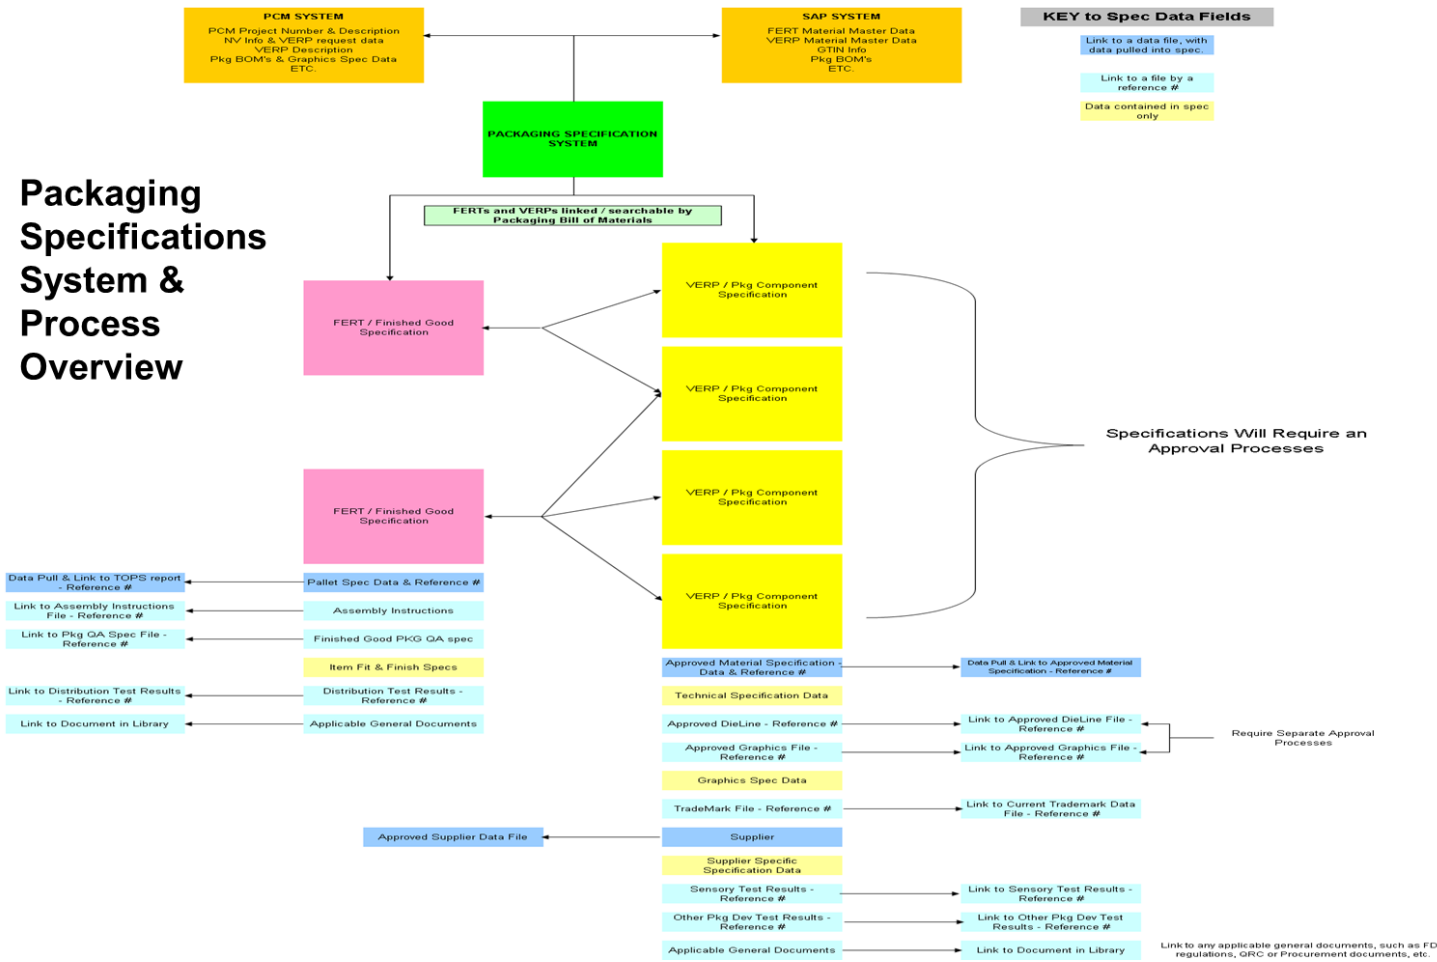 PCM SYSTEM
PCM Project Number & Description
NV Info & VERP request data
VERP Description
Pkg BOM's & Graphics Spec Data
ETC.
SAP SYSTEM
FERT Material Master Data
VERP Material Master Data
GTIN Info
Pkg BOM's
ETC.
KEY to Spec Data Fields
Link to a data file, with
data pulled into spec.
Link to a file by a
reference #
Data contained in spec
only
PACKAGING SPECIFICATION
SYSTEM
Packaging
Specifications
System &
Process
Overview
FERTs and VERPs linked / searchable by
Packaging Bill of Materials
FERT / Finished Good
Specification
VERP / Pkg Component
Specification
VERP / Pkg Component
Specification
Specifications Will Require an
Approval Processes
FERT / Finished Good
Specification
VERP / Pkg Component
Specification
VERP / Pkg Component
Specification
Data Pull & Link to TOPS report
- Reference #
Pallet Spec Data & Reference #
Link to Assembly Instructions
File - Reference #
Assembly Instructions
Link to Pkg QA Spec File -
Reference #
Finished Good PKG QA spec
Item Fit & Finish Specs
Link to Distribution Test Results
- Reference #
Distribution Test Results -
Reference #
Link to Document in Library
Applicable General Documents
Approved Material Specification -
Data & Reference #
Data Pull & Link to Approved Material
Specification - Reference #
Technical Specification Data
Approved DieLine - Reference #
Link to Approved DieLine File -
Reference #
Approved Graphics File -
Reference #
Link to Approved Graphics File -
Reference #
Require Separate Approval
Processes
Graphics Spec Data
TradeMark File - Reference #
Link to Current Trademark Data
File - Reference #
Approved Supplier Data File
Supplier
Supplier Specific
Specification Data
Sensory Test Results -
Reference #
Link to Sensory Test Results -
Reference #
Other Pkg Dev Test Results -
Reference #
Link to Other Pkg Dev Test
Results - Reference #
Applicable General Documents
Link to Document in Library
Link to any applicable general documents, such as FD
regulations, QRC or Procurement documents, etc.